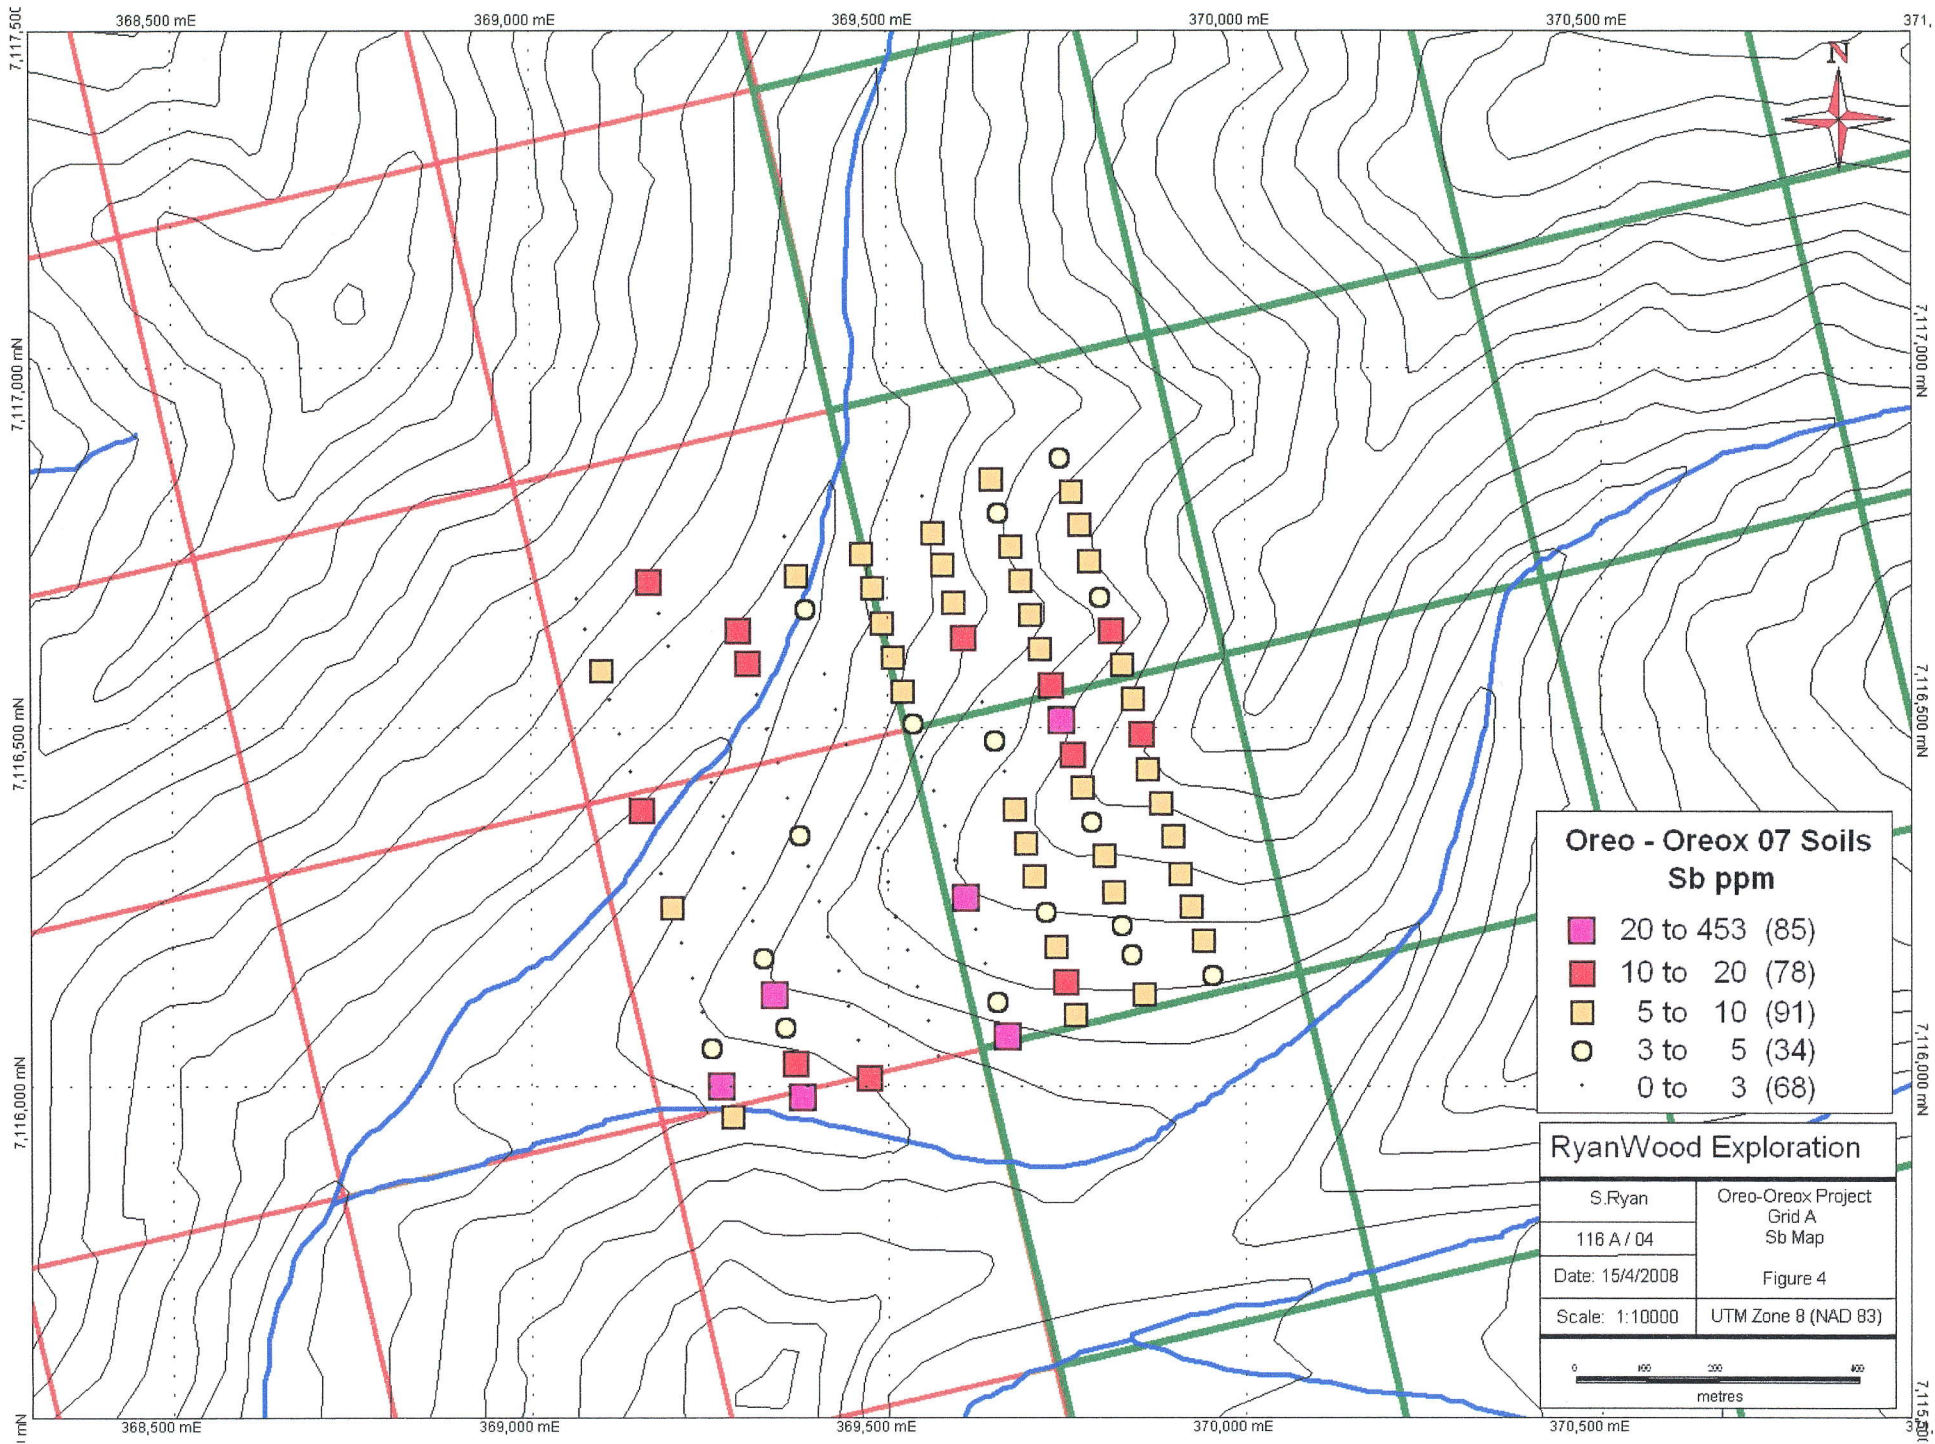 368,500 mE 369,000 mE 369,500 mE 370,000 mE 370,500 mE 371,
7,117,500
N
7,117,000 mN
7,117,000 mN
7,116,500 mN
7,116,500 mN
7,116,000 mN
7,116,000 mN
Oreo - Oreox 07 Soils
Sb ppm
20 to 453 (85)
10 to 20 (78)
5 to 10 (91)
3 to 5 (34)
0 to 3 (68)
RyanWood Exploration
S.Ryan
116 A / 04
Date: 15/4/2008
Scale: 1:10000
Oreo-Oreox Project
Grid A
Sb Map
Figure 4
UTM Zone 8 (NAD 83)
0 100 200 400
metres
mN
368,500 mE 369,000 mE 369,500 mE 370,000 mE 370,500 mE